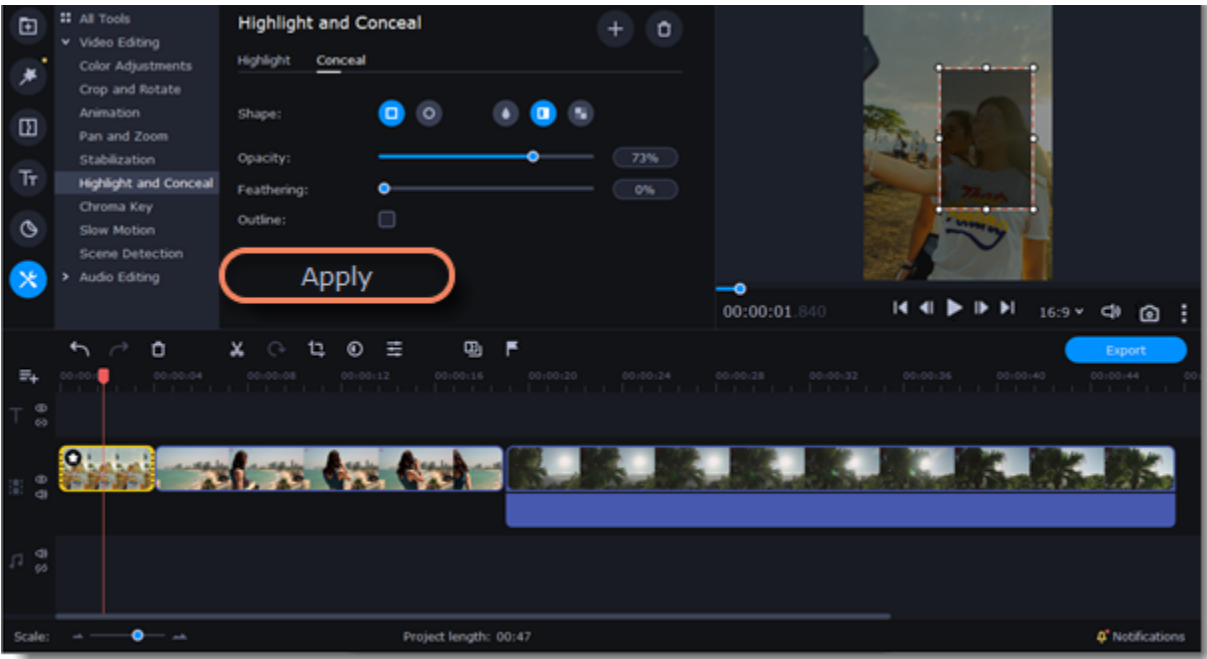 All Tools
Video Editing
Color Adjustments
Crop and Rotate
Animation
Pan and Zoom
Stabilization
Highlight and Conceal
Chroma Key
Slow Motion
Scene Detection
Audio Editing
Highlight and Conceal
Highlight Conceal
Shape:
Opacity: 73%
Feathering: 0%
Outline:
Apply
00:00:01.840
16:9
Export
00:00:04 00:00:08 00:00:12 00:00:16 00:00:20 00:00:24 00:00:28 00:00:32 00:00:36 00:00:40 00:00:44
Scale:
Project length: 00:47
Notifications